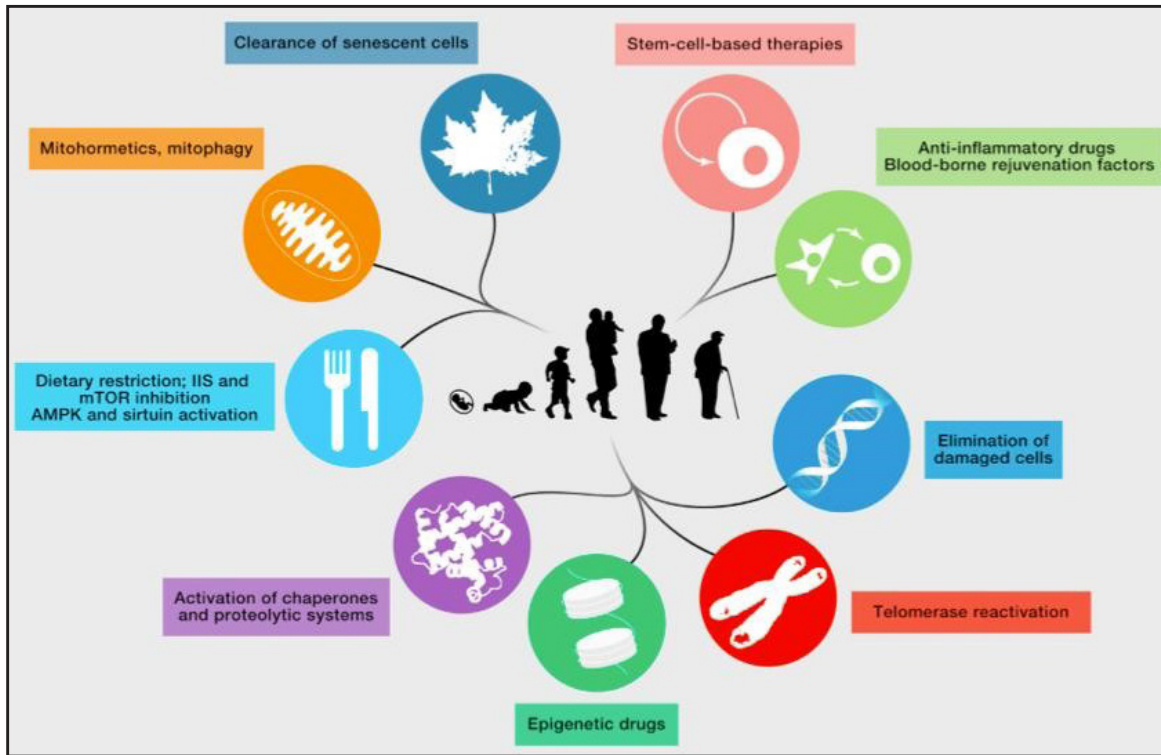 Clearance of senescent cells
Stem-cell-based therapies
Mitohormetics, mitophagy
Anti-inflammatory drugs
Blood-borne rejuvenation factors
Dietary restriction; IIS and
mTOR inhibition
AMPK and sirtuin activation
Elimination of
damaged cells
Activation of chaperones
and proteolytic systems
Telomerase reactivation
Epigenetic drugs